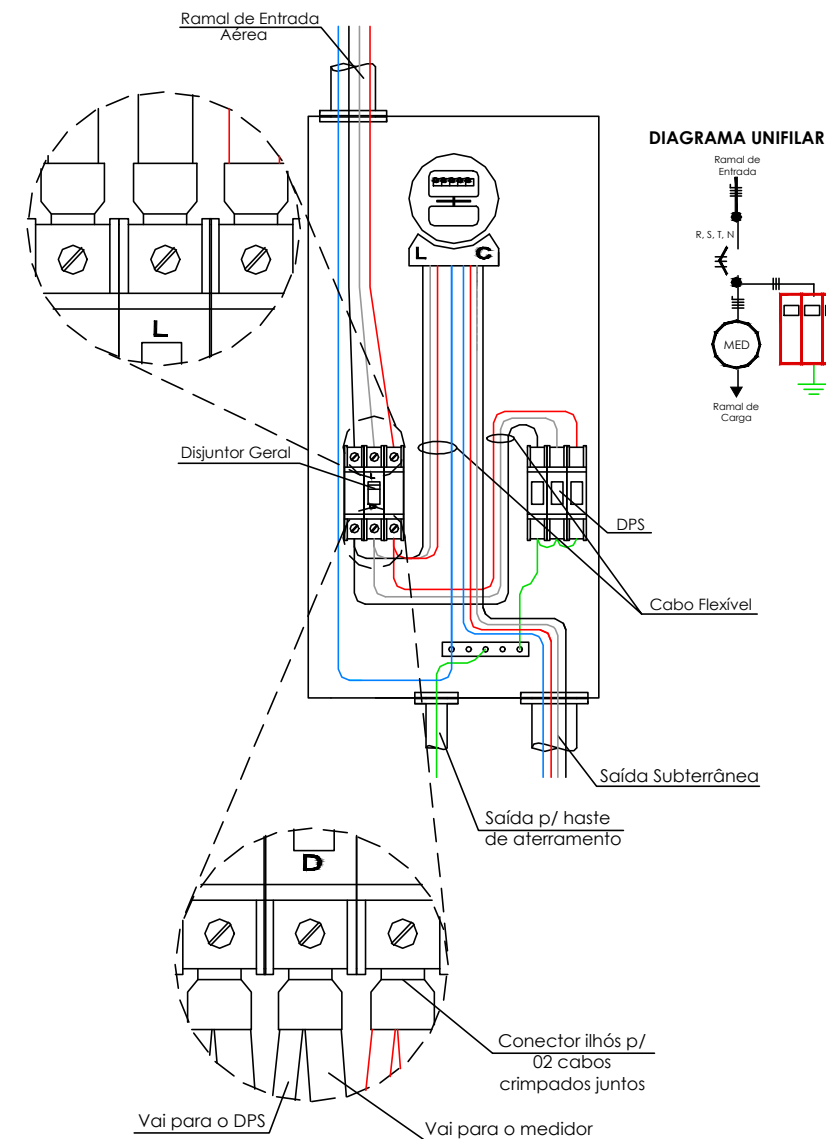 Ramal de Entrada
Aérea
DIAGRAMA UNIFILAR
Ramal de
Entrada
R, S, T, N
MED
Ramal de
Carga
L
L
C
Disjuntor Geral
DPS
Cabo Flexível
Saída Subterrânea
Saída p/ haste
de aterramento
D
Conector ilhós p/
02 cabos
crimpados juntos
Vai para o DPS
Vai para o medidor